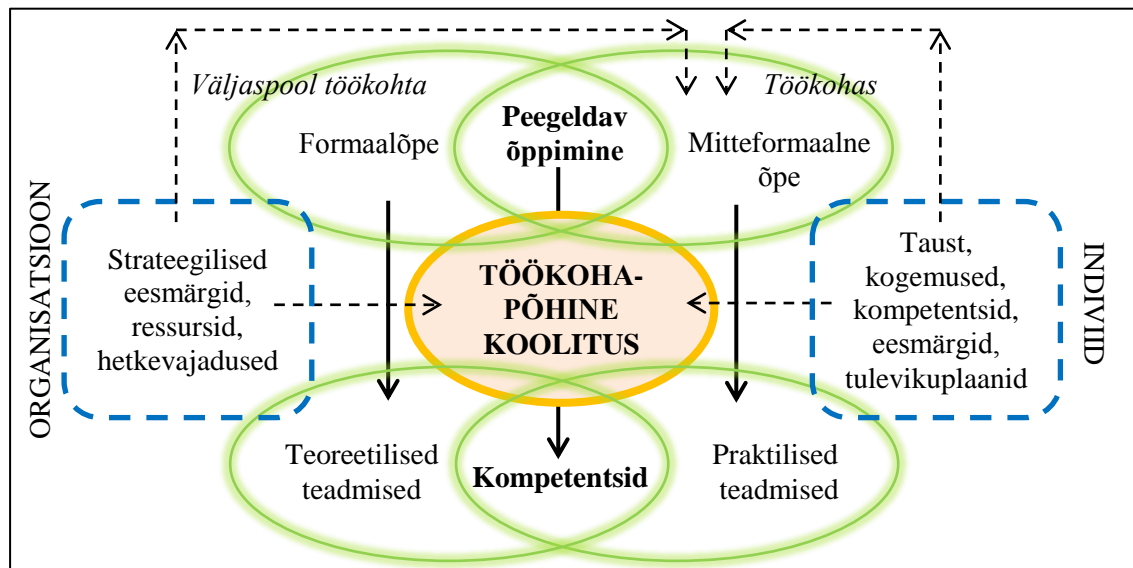 Väljaspool töökohta
Töökohas
Formaalõpe
Peegeldav
õppimine
Mitteformaalne
õpe
ORGANISATSIOON
Strateegilised
eesmärgid,
ressursid,
hetkevajadused
TÖÖKOHA-
PÕHINE
KOOLITUS
Taust,
kogemused,
kompetentsid,
eesmärgid,
tulevikuplaanid
INDIVIID
Teoreetilised
teadmised
Kompetentsid
Praktilised
teadmised